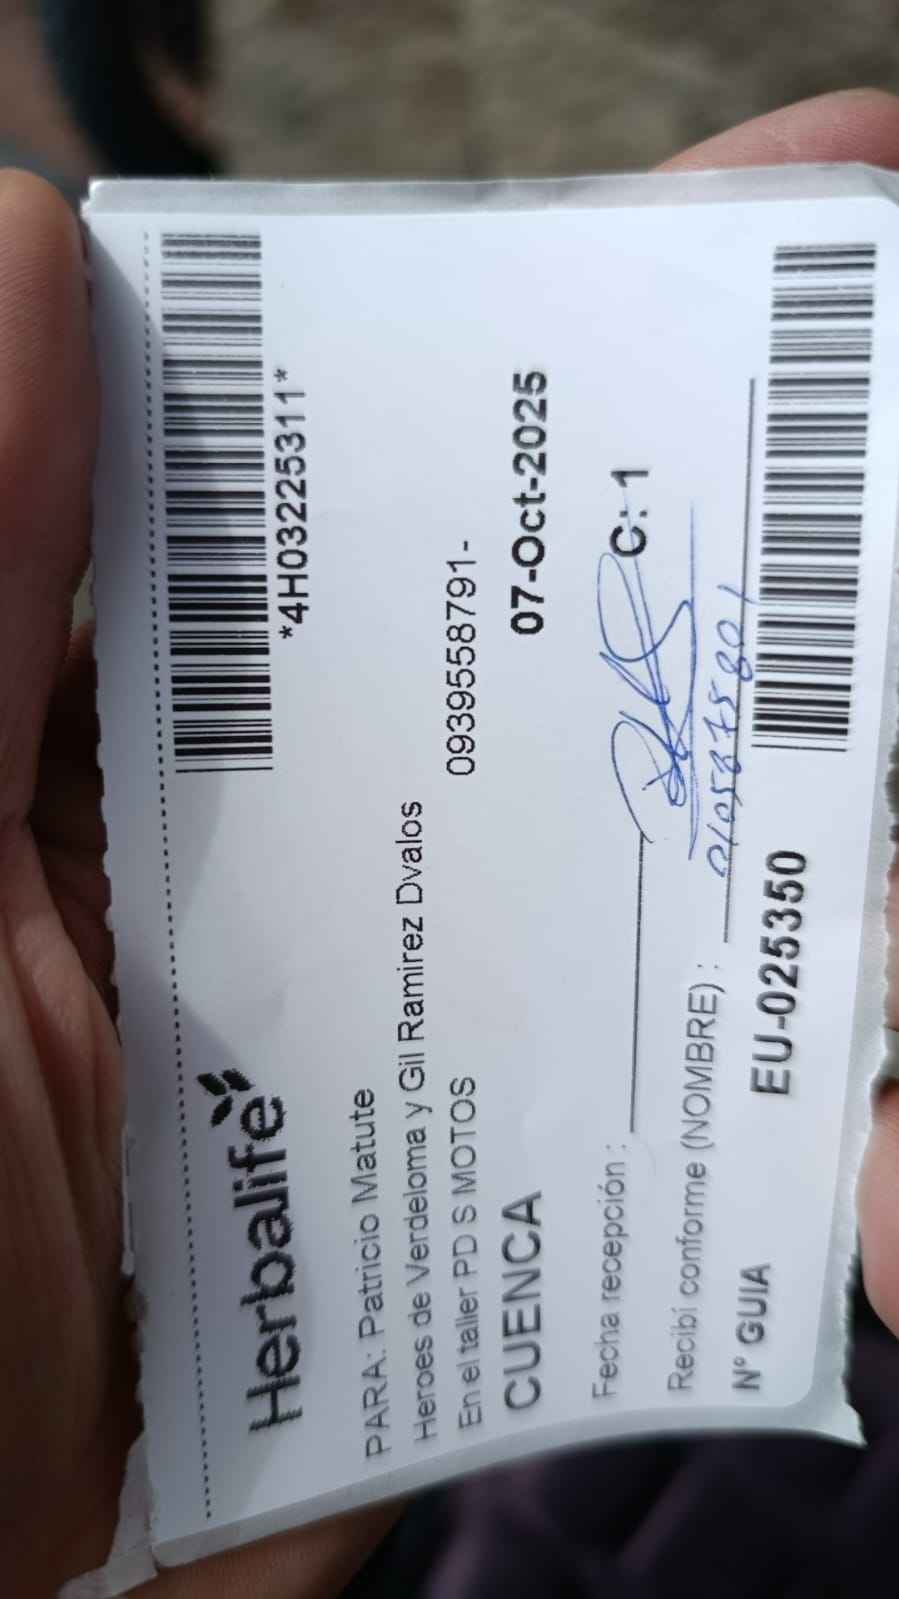 Herbalife
*4H03225311*
PARA: Patricio Matute
Heroes de Verdeloma y Gil Ramirez Dvalos
En el taller PD S MOTOS
0939558791-
CUENCA
07-Oct-2025
Fecha recepción :
C: 1
Recibí conforme (NOMBRE) :
N° GUIA
EU-025350